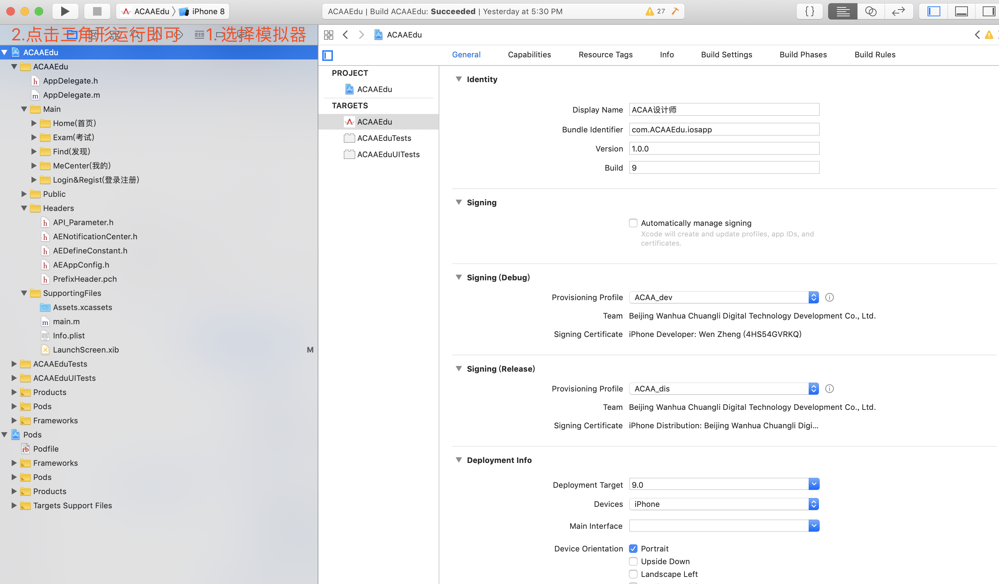 ACAAEdu iPhone 8
ACAAEdu | Build ACAAEdu: Succeeded | Yesterday at 5:30 PM
27
{ }
2.点击三角形运行即可
1. 选择模拟器
ACAAEdu
ACAAEdu
AppDelegate.h
AppDelegate.m
Main
Home(首页)
Exam(考试)
Find(发现)
MeCenter(我的)
Login&Regist(登录注册)
Public
Headers
API_Parameter.h
AENotificationCenter.h
AEDefineConstant.h
AEAppConfig.h
PrefixHeader.pch
SupportingFiles
Assets.xcassets
main.m
Info.plist
LaunchScreen.xib M
ACAAEduTests
ACAAEduUITests
Products
Pods
Frameworks
Pods
Podfile
Frameworks
Pods
Products
Targets Support Files
ACAAEdu
General Capabilities Resource Tags Info Build Settings Build Phases Build Rules
PROJECT
ACAAEdu
TARGETS
ACAAEdu
ACAAEduTests
ACAAEduUITests
Identity
Display Name ACAA设计师
Bundle Identifier com.ACAAEdu.iosapp
Version 1.0.0
Build 9
Signing
Automatically manage signing
Xcode will create and update profiles, app IDs, and
certificates.
Signing (Debug)
Provisioning Profile ACAA_dev
Team Beijing Wanhua Chuangli Digital Technology Development Co., Ltd.
Signing Certificate iPhone Developer: Wen Zheng (4HS54GVRKQ)
Signing (Release)
Provisioning Profile ACAA_dis
Team Beijing Wanhua Chuangli Digital Technology Development Co., Ltd.
Signing Certificate iPhone Distribution: Beijing Wanhua Chuangli Digi...
Deployment Info
Deployment Target 9.0
Devices iPhone
Main Interface
Device Orientation Portrait
Upside Down
Landscape Left